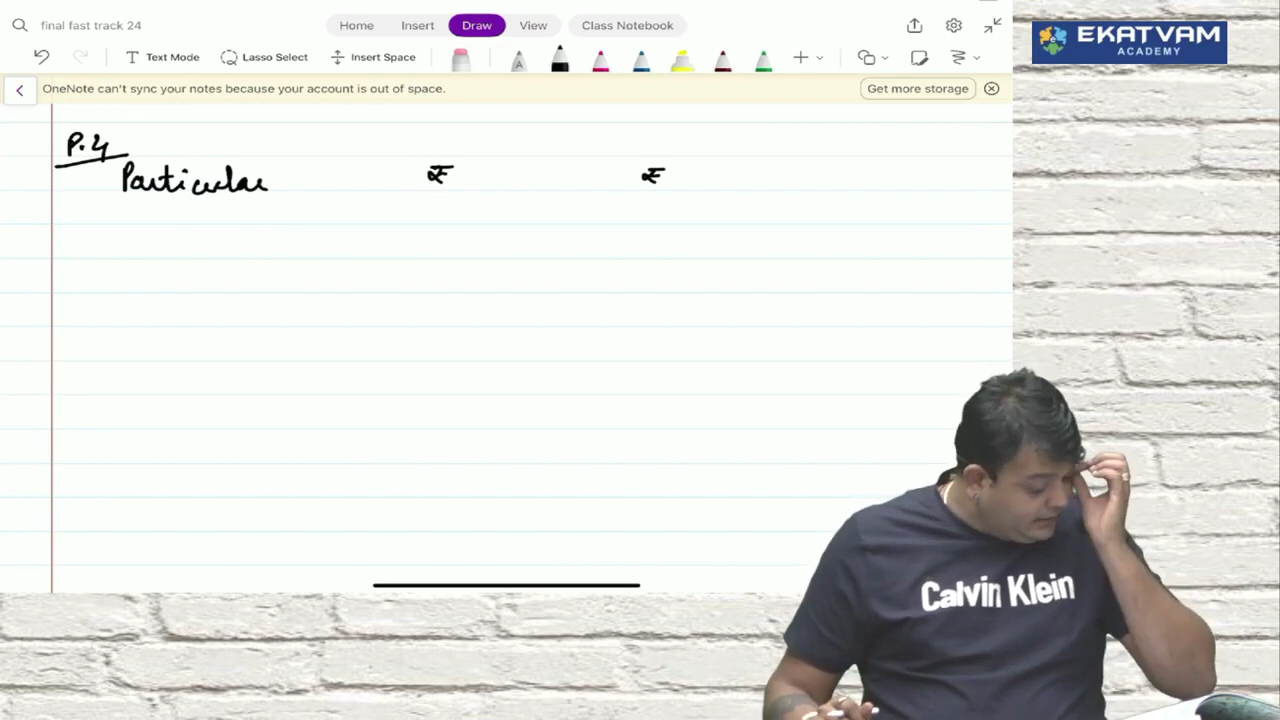 final fast track 24
Home Insert Draw View Class Notebook
EKATVAM
ACADEMY
Text Mode Lasso Select Insert Space
OneNote can't sync your notes because your account is out of space.
Get more storage
P.4
Particular ₹ ₹
Calvin Klein